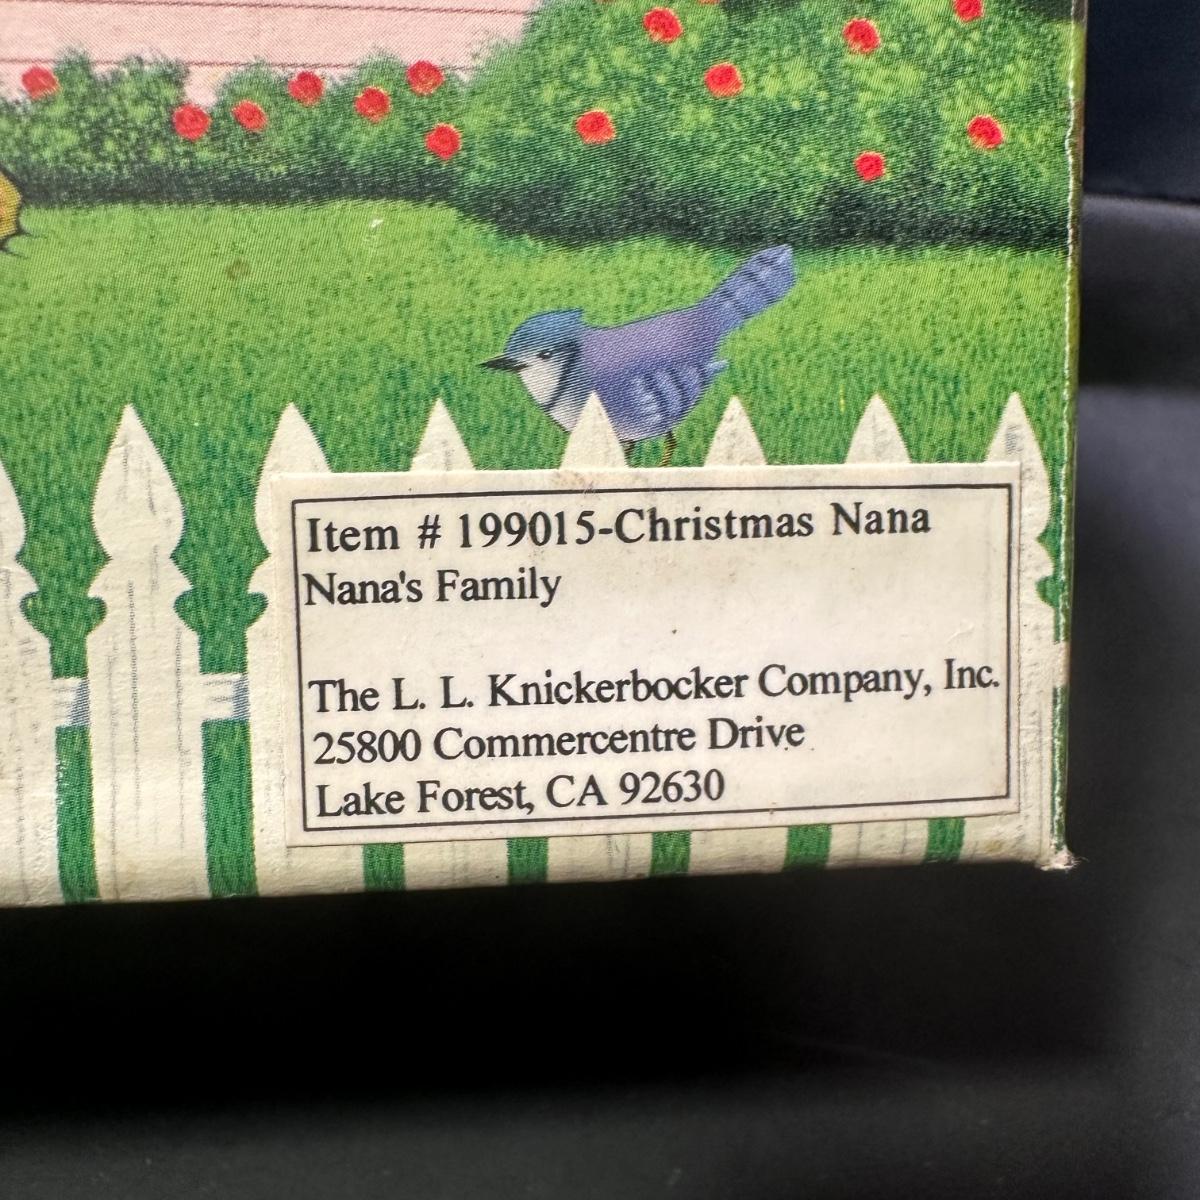 Item # 199015-Christmas Nana
Nana's Family
The L. L. Knickerbocker Company, Inc.
25800 Commercentre Drive
Lake Forest, CA 92630